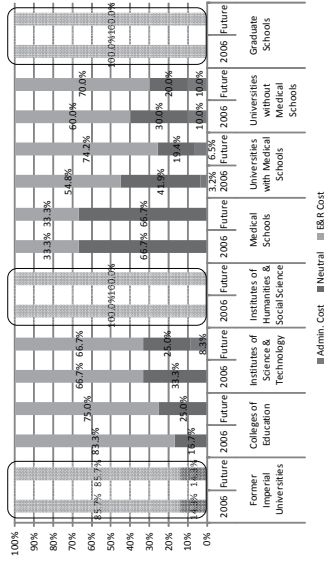 100%
90%
80%
70%
60%
50%
40%
30%
20%
10%
0%
85.7% 85.7% 83.3% 75.0% 66.7% 66.7% 100.0% 100.0% 33.3% 33.3% 54.8% 74.2% 60.0% 70.0% 100.0% 100.0%
14.3% 14.3% 16.7% 25.0% 33.3% 25.0% 66.7% 66.7% 41.9% 19.4% 30.0% 20.0%
8.3% 3.2% 6.5% 10.0% 10.0%
2006 Future 2006 Future 2006 Future 2006 Future 2006 Future 2006 Future 2006 Future 2006 Future
Former Imperial Universities
Colleges of Education
Institutes of Science & Technology
Institutes of Humanities & Social Science
Medical Schools
Universities with Medical Schools
Universities without Medical Schools
Graduate Schools
Admin. Cost Neutral E&R Cost